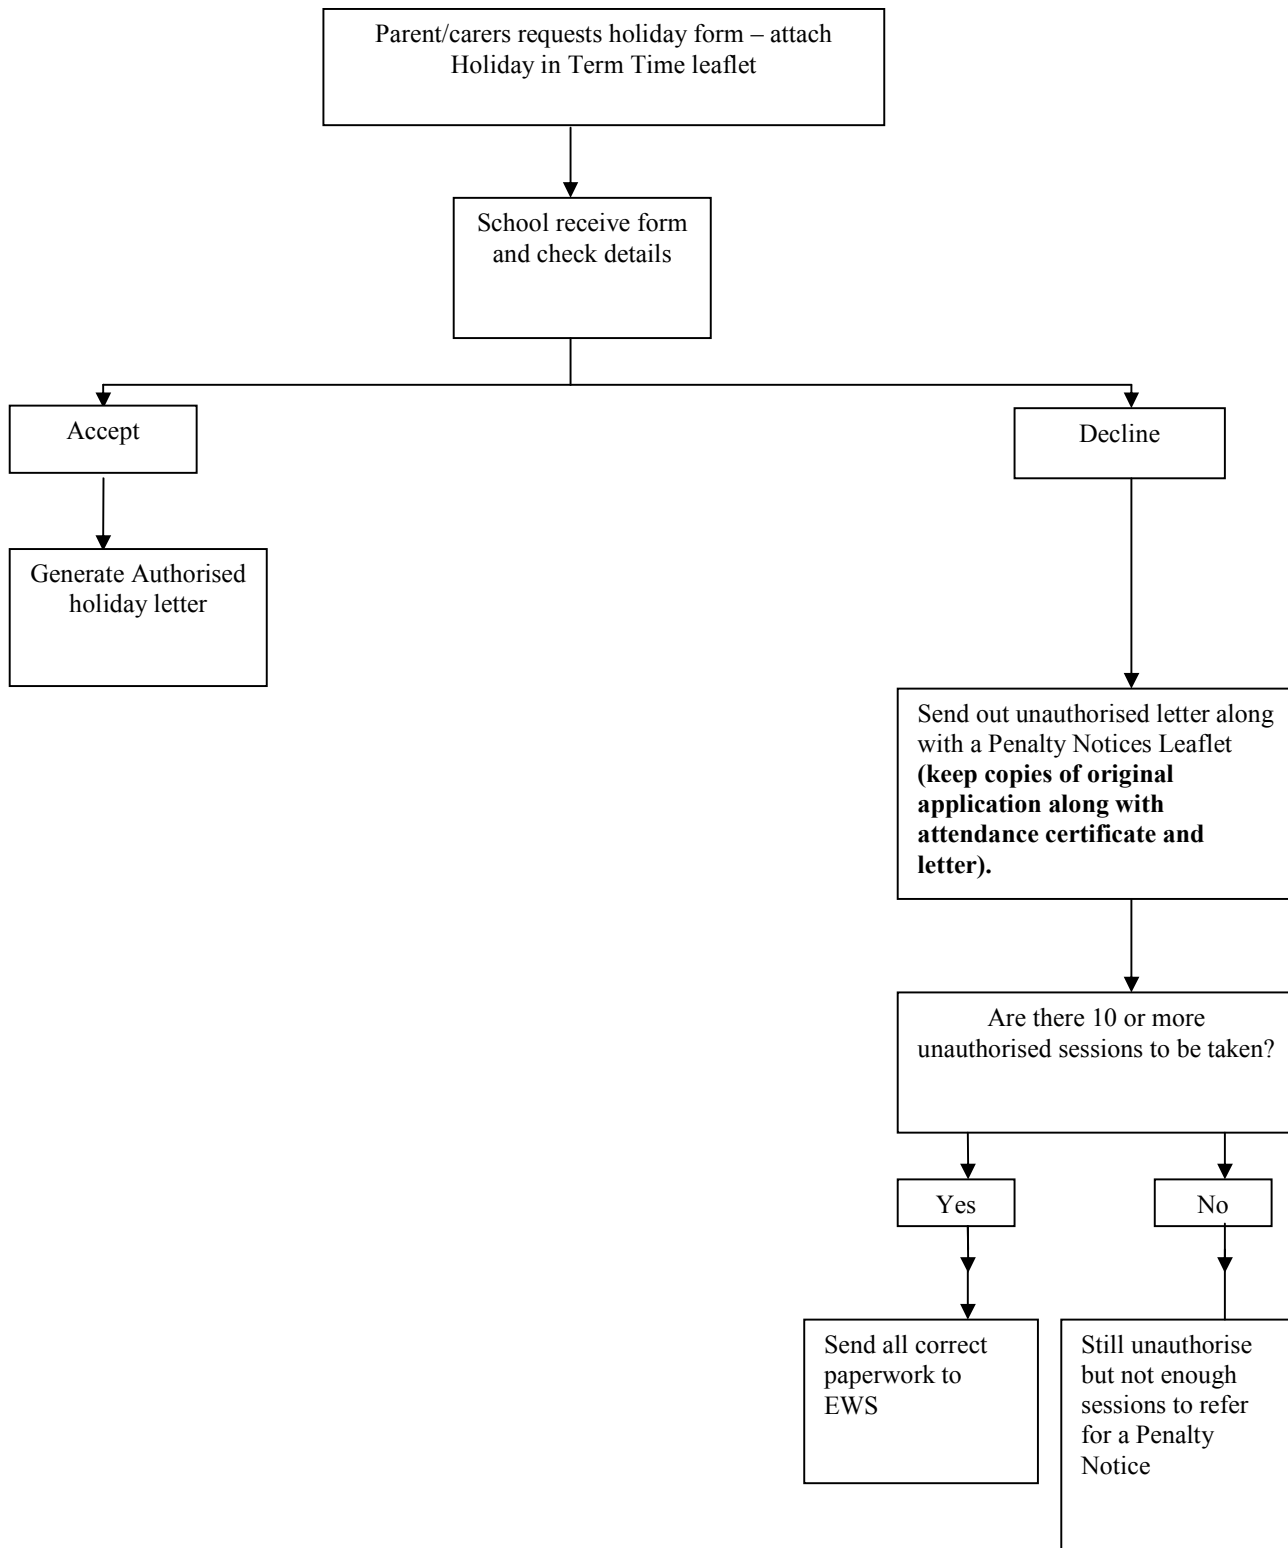 Parent/carers requests holiday form – attach
Holiday in Term Time leaflet
School receive form
and check details
Accept
Decline
Generate Authorised
holiday letter
Send out unauthorised letter along
with a Penalty Notices Leaflet
(keep copies of original
application along with
attendance certificate and
letter).
Are there 10 or more
unauthorised sessions to be taken?
Yes
No
Send all correct
paperwork to
EWS
Still unauthorise
but not enough
sessions to refer
for a Penalty
Notice